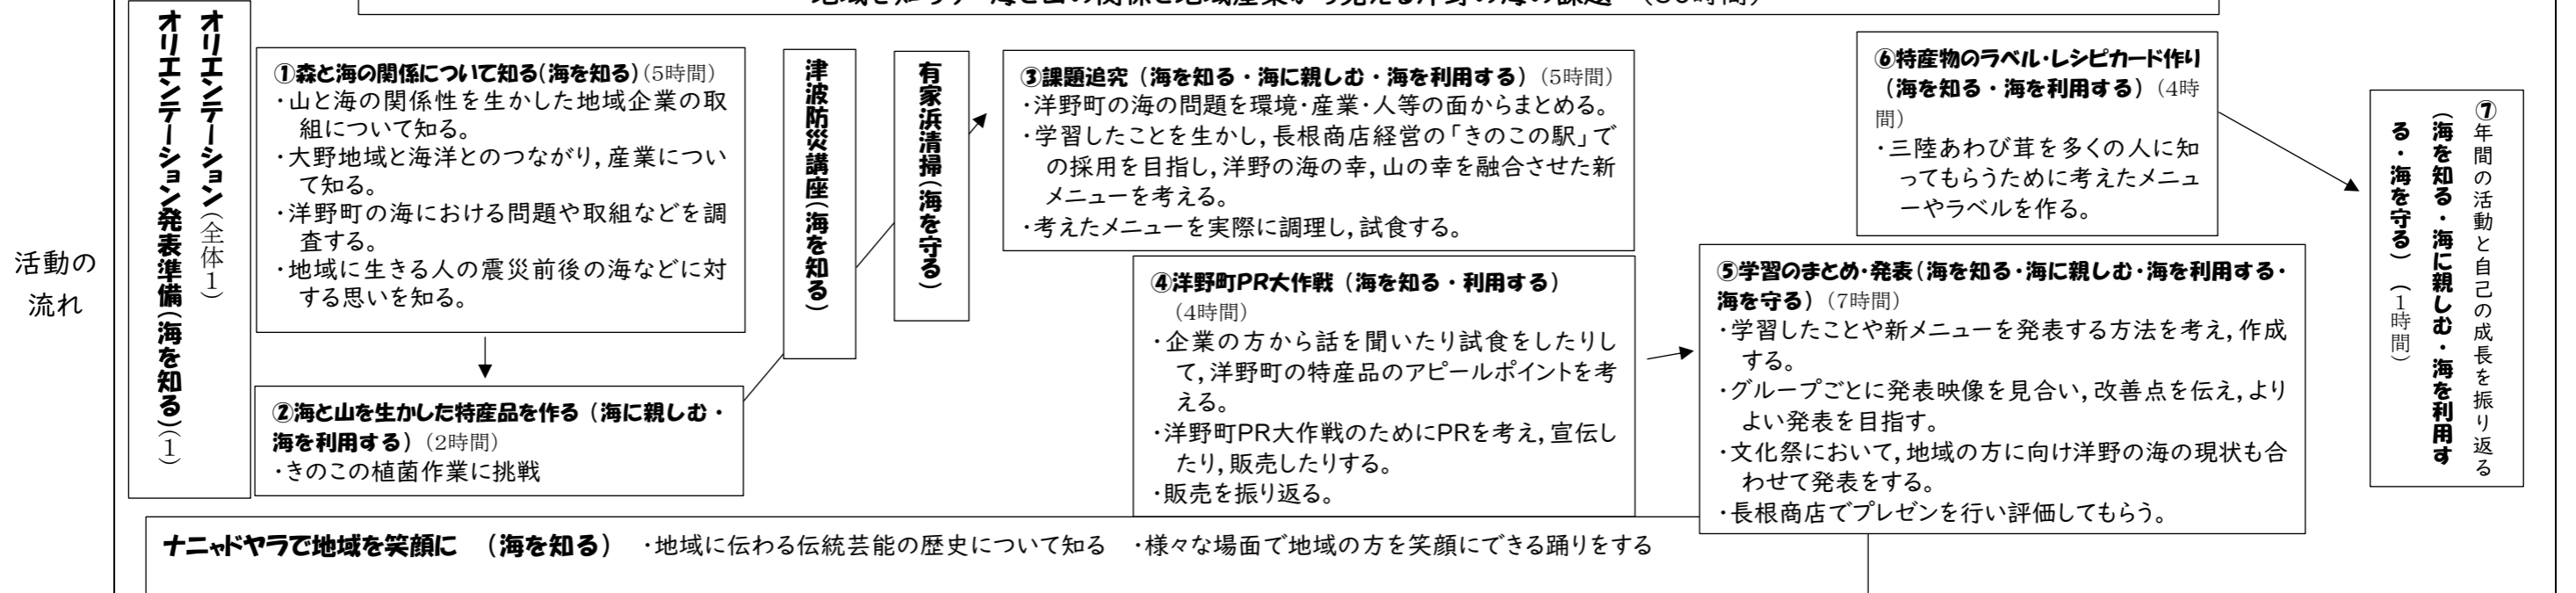 活動の
流れ
オリエンテーション(全体1)
オリエンテーション発表準備(海を知る)(1)
①森と海の関係について知る(海を知る)(5時間)
・山と海の関係性を生かした地域企業の取
組について知る。
・大野地域と海洋とのつながり,産業につい
て知る。
・洋野町の海における問題や取組などを調
査する。
・地域に生きる人の震災前後の海などに対
する思いを知る。
②海と山を生かした特産品を作る(海に親しむ・
海を利用する)(2時間)
・きのこの植菌作業に挑戦
津波防災講座(海を知る)
有家浜清掃(海を守る)
③課題追究(海を知る・海に親しむ・海を利用する)(5時間)
・洋野町の海の問題を環境・産業・人等の面からまとめる。
・学習したことを生かし,長根商店経営の「きのこの駅」で
の採用を目指し,洋野の海の幸,山の幸を融合させた新
メニューを考える。
・考えたメニューを実際に調理し,試食する。
④洋野町PR大作戦(海を知る・利用する)
(4時間)
・企業の方から話を聞いたり試食をしたりし
て,洋野町の特産品のアピールポイントを考
える。
・洋野町PR大作戦のためにPRを考え,宣伝し
たり,販売したりする。
・販売を振り返る。
⑤学習のまとめ・発表(海を知る・海に親しむ・海を利用する・
海を守る)(7時間)
・学習したことや新メニューを発表する方法を考え,作成
する。
・グループごとに発表映像を見合い,改善点を伝え,より
よい発表を目指す。
・文化祭において,地域の方に向け洋野の海の現状も合
わせて発表をする。
・長根商店でプレゼンを行い評価してもらう。
⑥特産物のラベル・レシピカード作り
(海を知る・海を利用する)(4時
間)
・三陸あわび茸を多くの人に知
ってもらうために考えたメニュ
ーやラベルを作る。
⑦年間の活動と自己の成長を振り返る
(海を知る・海に親しむ・海を利用す
る・海を守る)(1時間)
ナニャドヤラで地域を笑顔に (海を知る) ・地域に伝わる伝統芸能の歴史について知る ・様々な場面で地域の方を笑顔にできる踊りをする